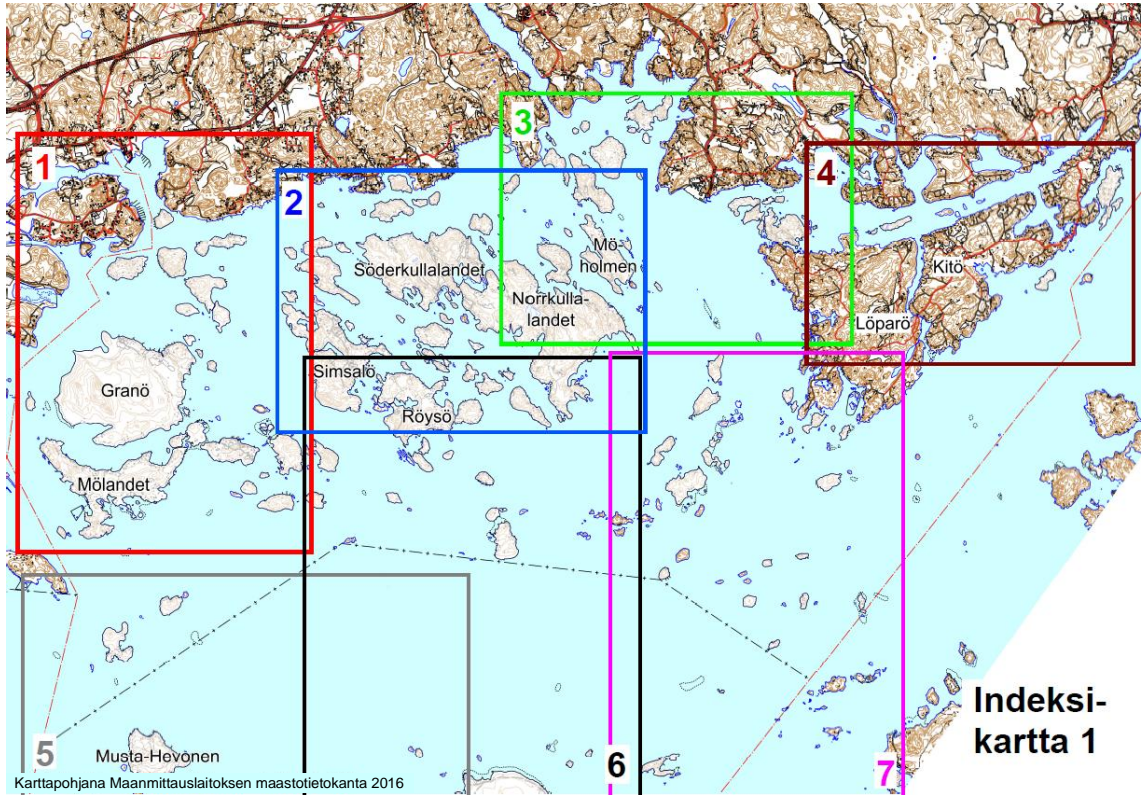 3
1
4
2
Mö-
holmen
Söderkullalandet
Kitö
Norrkulla-
landet
Löparö
Simsalö
Granö
Röysö
Mölandet
Indeksi-
kartta 1
5
Musta-Hevonen
6
7
Karttapohjana Maanmittauslaitoksen maastotietokanta 2016